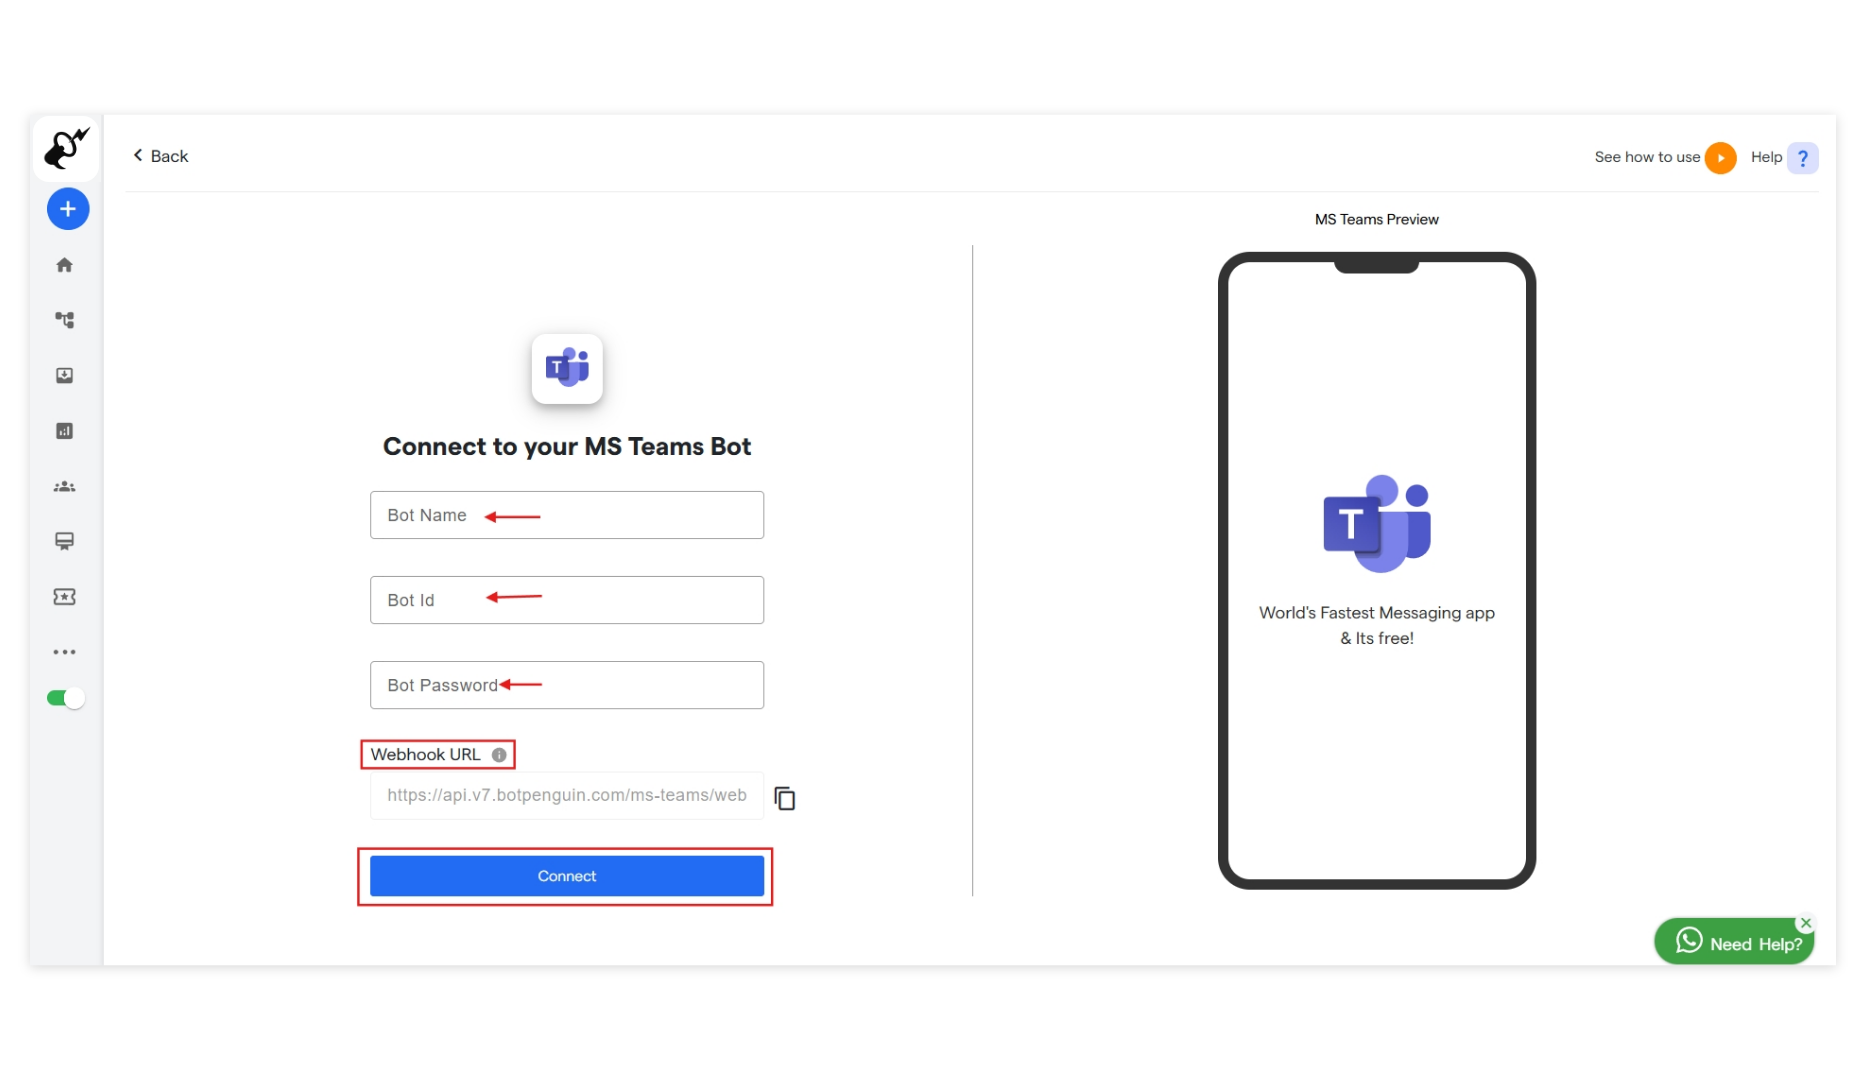 Back
See how to use
Help ?
MS Teams Preview
T
Connect to your MS Teams Bot
Bot Name
Bot Id
Bot Password
Webhook URL
https://api.v7.botpenguin.com/ms-teams/web
Connect
T
World's Fastest Messaging app
& Its free!
Need Help?